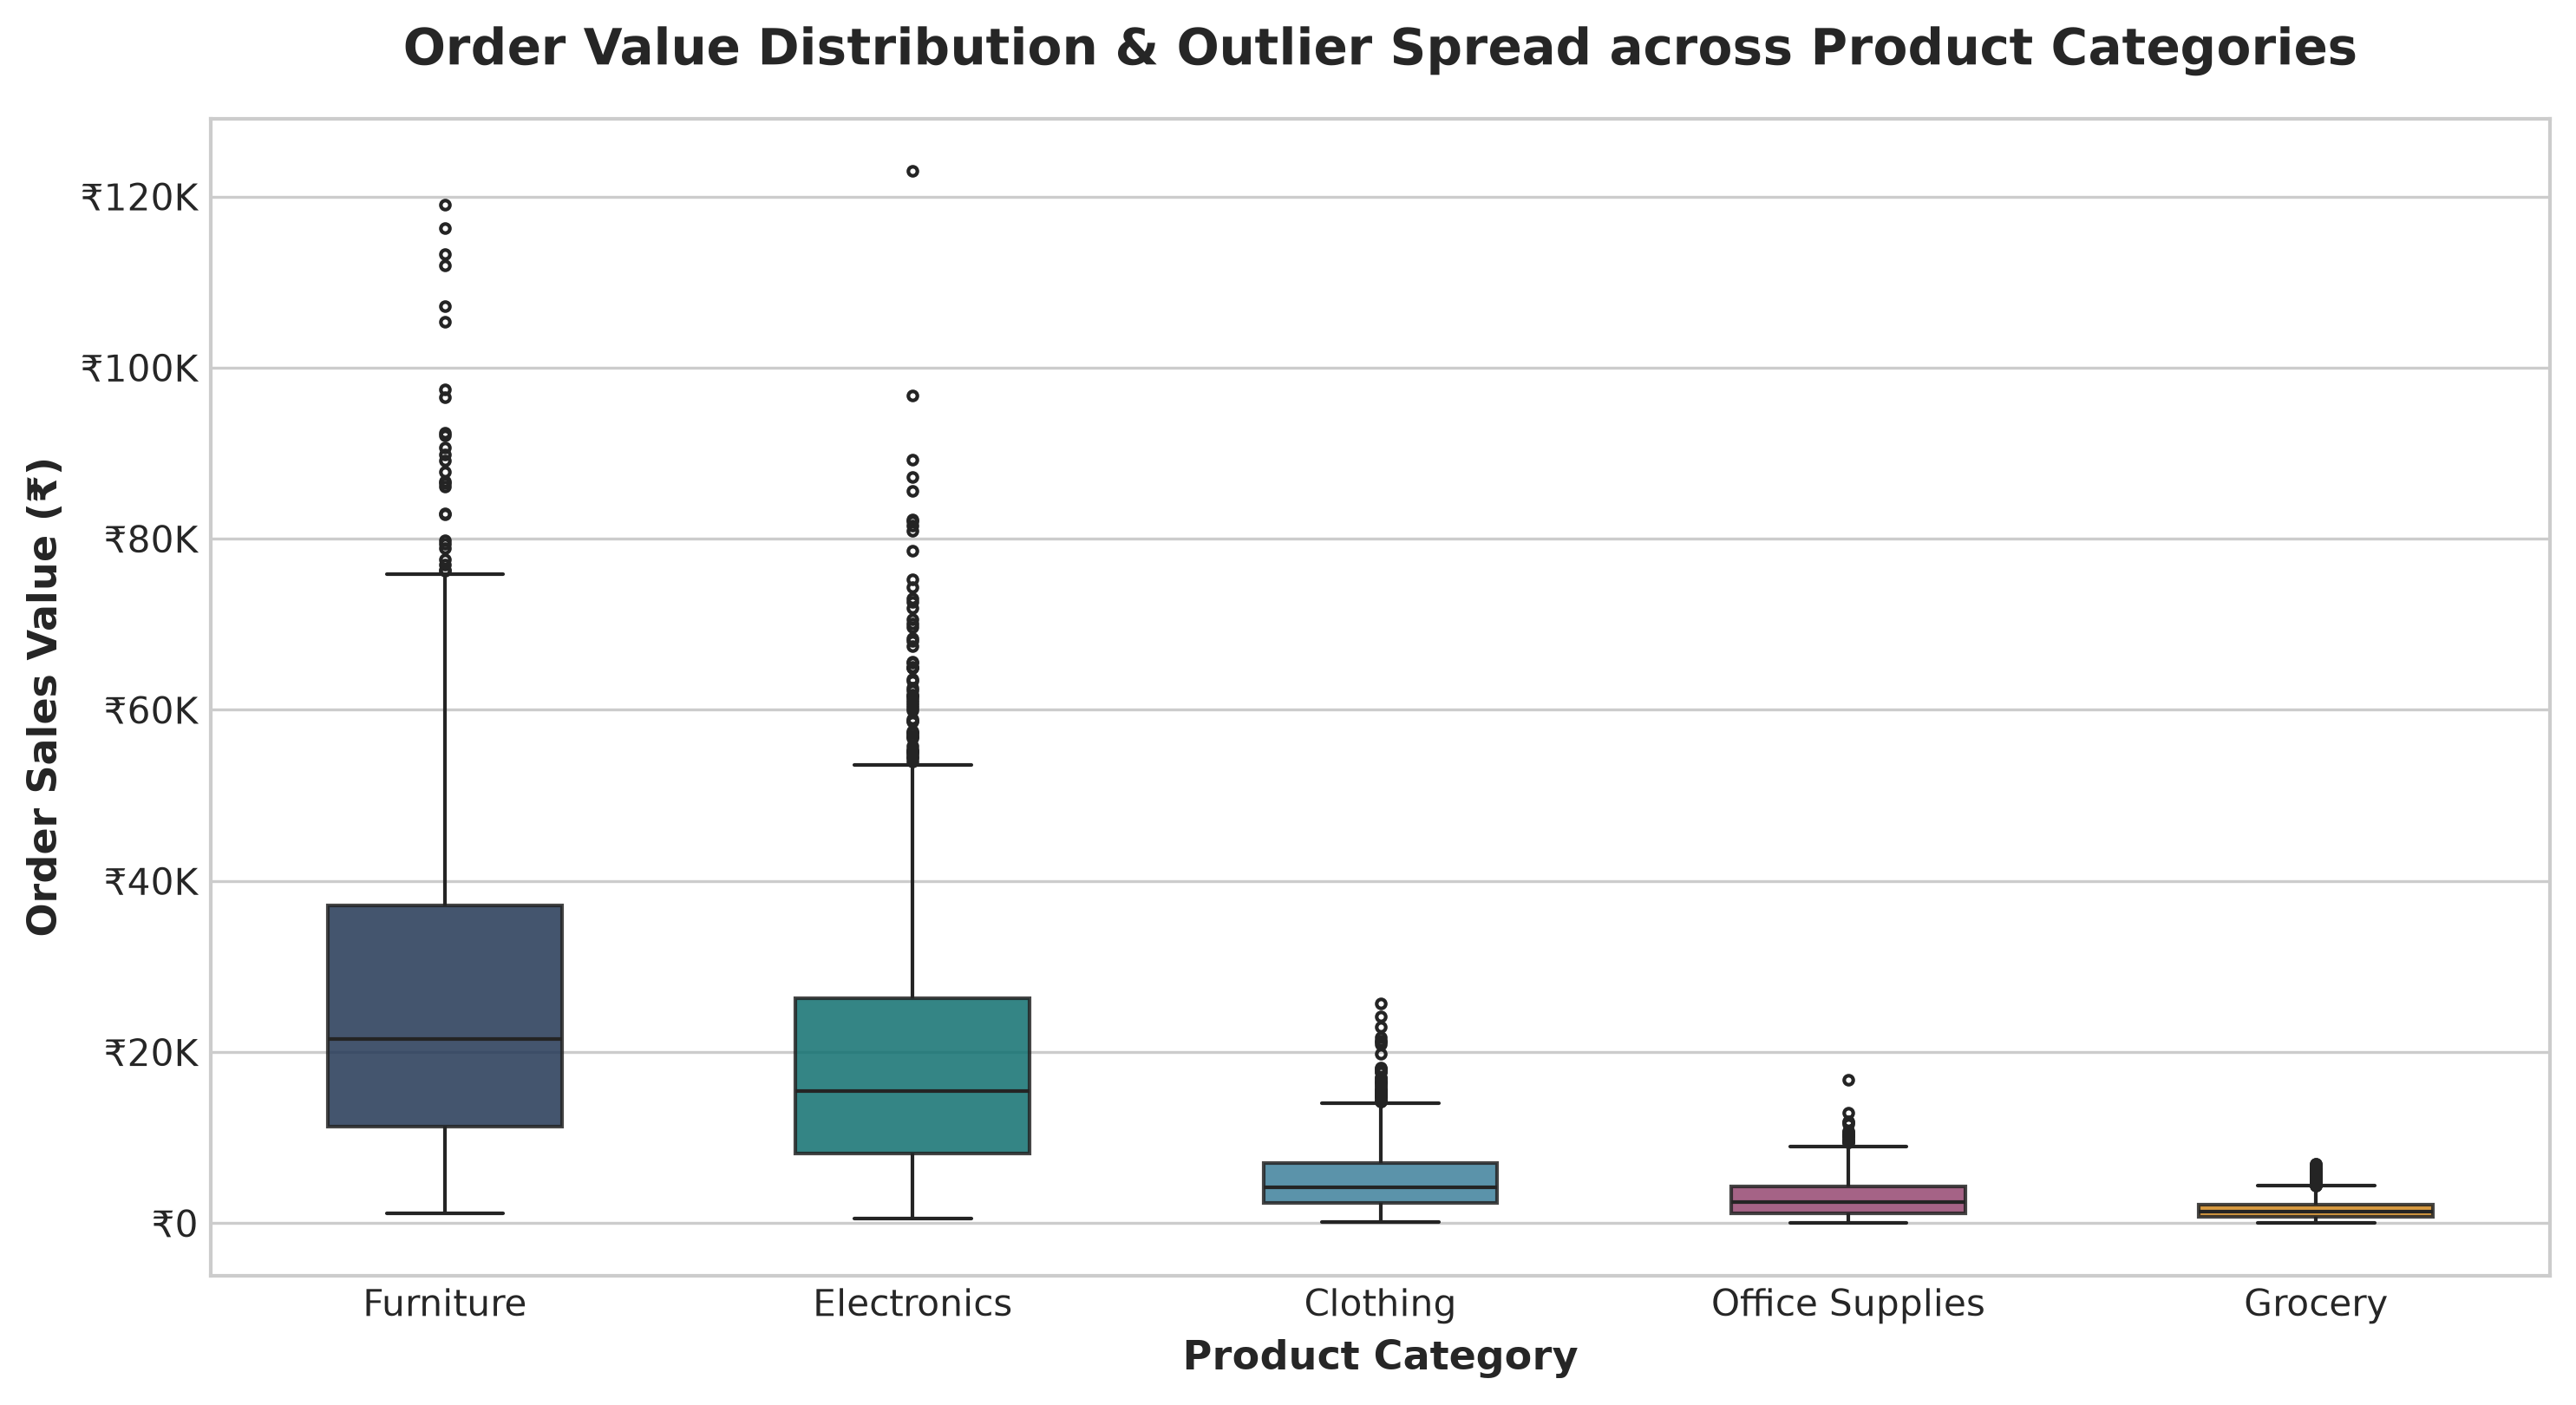 Order Value Distribution & Outlier Spread across Product Categories
Order Sales Value (₹)
₹120K
₹100K
₹80K
₹60K
₹40K
₹20K
₹0
Furniture
Electronics
Clothing
Office Supplies
Grocery
Product Category